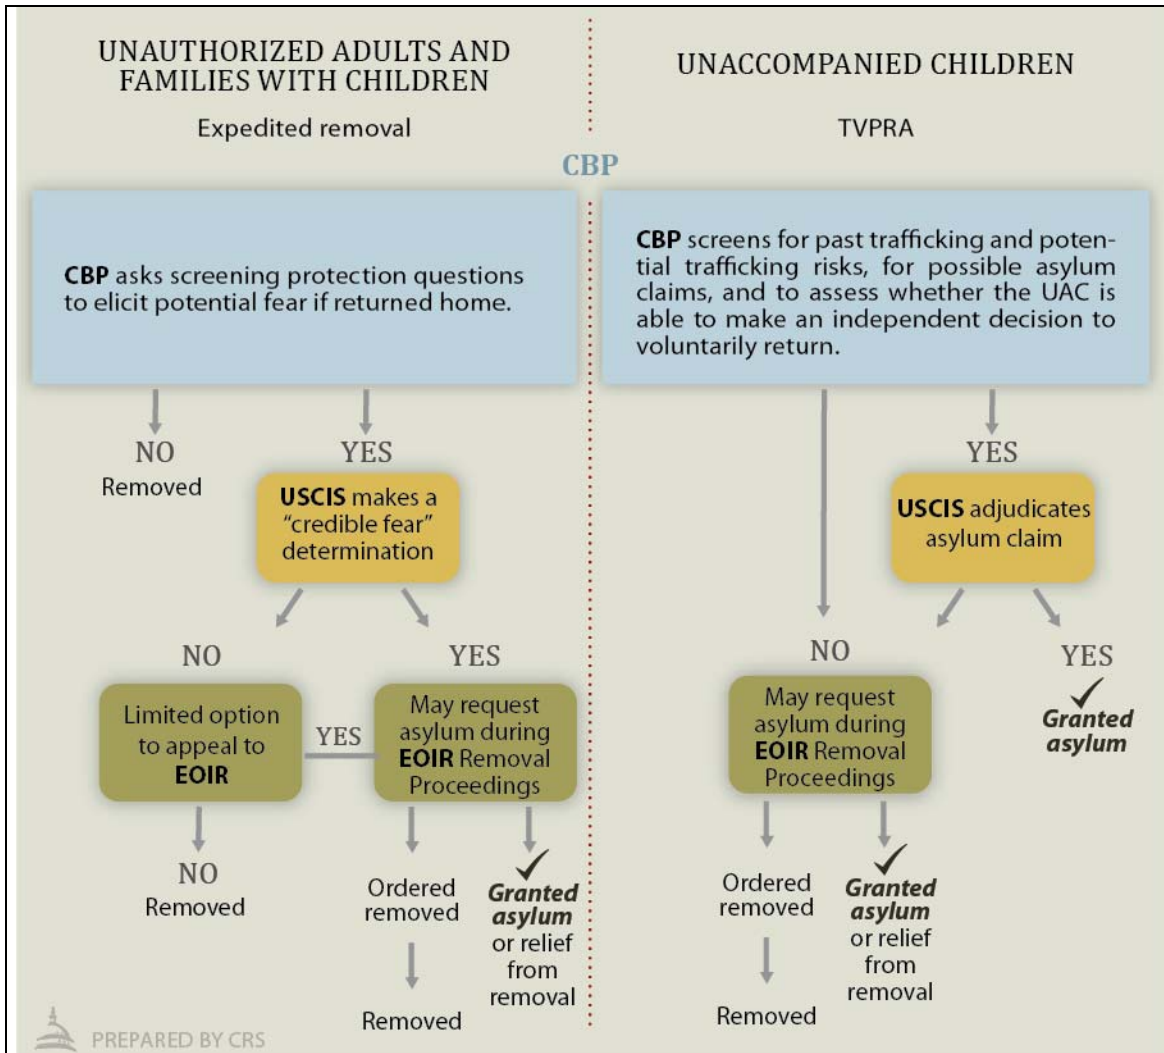 UNAUTHORIZED ADULTS AND
FAMILIES WITH CHILDREN
Expedited removal
UNACCOMPANIED CHILDREN
TVPRA
CBP
CBP asks screening protection questions
to elicit potential fear if returned home.
CBP screens for past trafficking and poten-
tial trafficking risks, for possible asylum
claims, and to assess whether the UAC is
able to make an independent decision to
voluntarily return.
NO
Removed
YES
USCIS makes a
“credible fear”
determination
NO
Limited option
to appeal to
EOIR
YES
YES
May request
asylum during
EOIR Removal
Proceedings
NO
Removed
Ordered
removed
Removed
Granted
asylum
or relief
from
removal
YES
USCIS adjudicates
asylum claim
NO
May request
asylum during
EOIR Removal
Proceedings
YES
Granted
asylum
Ordered
removed
Removed
Granted
asylum
or relief
from
removal
PREPARED BY CRS